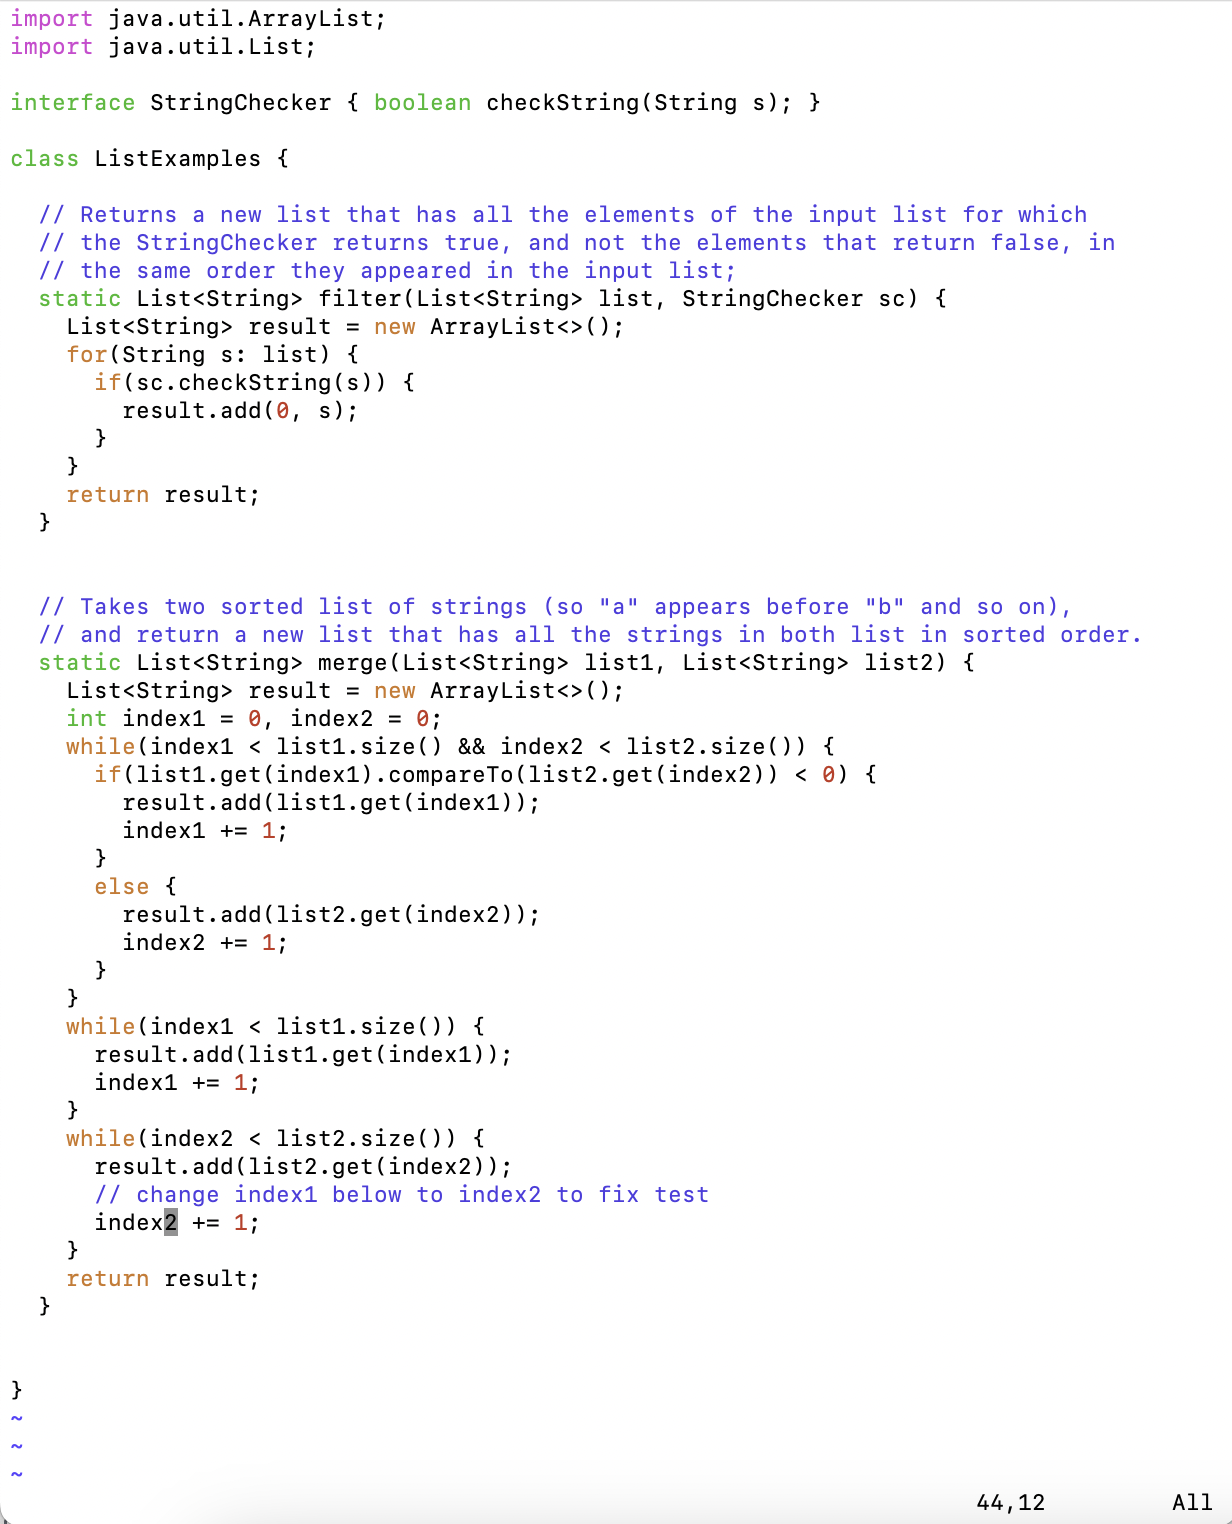 import java.util.ArrayList;
import java.util.List;

interface StringChecker { boolean checkString(String s); }

class ListExamples {

  // Returns a new list that has all the elements of the input list for which
  // the StringChecker returns true, and not the elements that return false, in
  // the same order they appeared in the input list;
  static List<String> filter(List<String> list, StringChecker sc) {
    List<String> result = new ArrayList<>();
    for(String s: list) {
      if(sc.checkString(s)) {
        result.add(0, s);
      }
    }
    return result;
  }


  // Takes two sorted list of strings (so "a" appears before "b" and so on),
  // and return a new list that has all the strings in both list in sorted order.
  static List<String> merge(List<String> list1, List<String> list2) {
    List<String> result = new ArrayList<>();
    int index1 = 0, index2 = 0;
    while(index1 < list1.size() && index2 < list2.size()) {
      if(list1.get(index1).compareTo(list2.get(index2)) < 0) {
        result.add(list1.get(index1));
        index1 += 1;
      }
      else {
        result.add(list2.get(index2));
        index2 += 1;
      }
    }
    while(index1 < list1.size()) {
      result.add(list1.get(index1));
      index1 += 1;
    }
    while(index2 < list2.size()) {
      result.add(list2.get(index2));
      // change index1 below to index2 to fix test
      index2 += 1;
    }
    return result;
  }


}
~
~
~
44,12 All